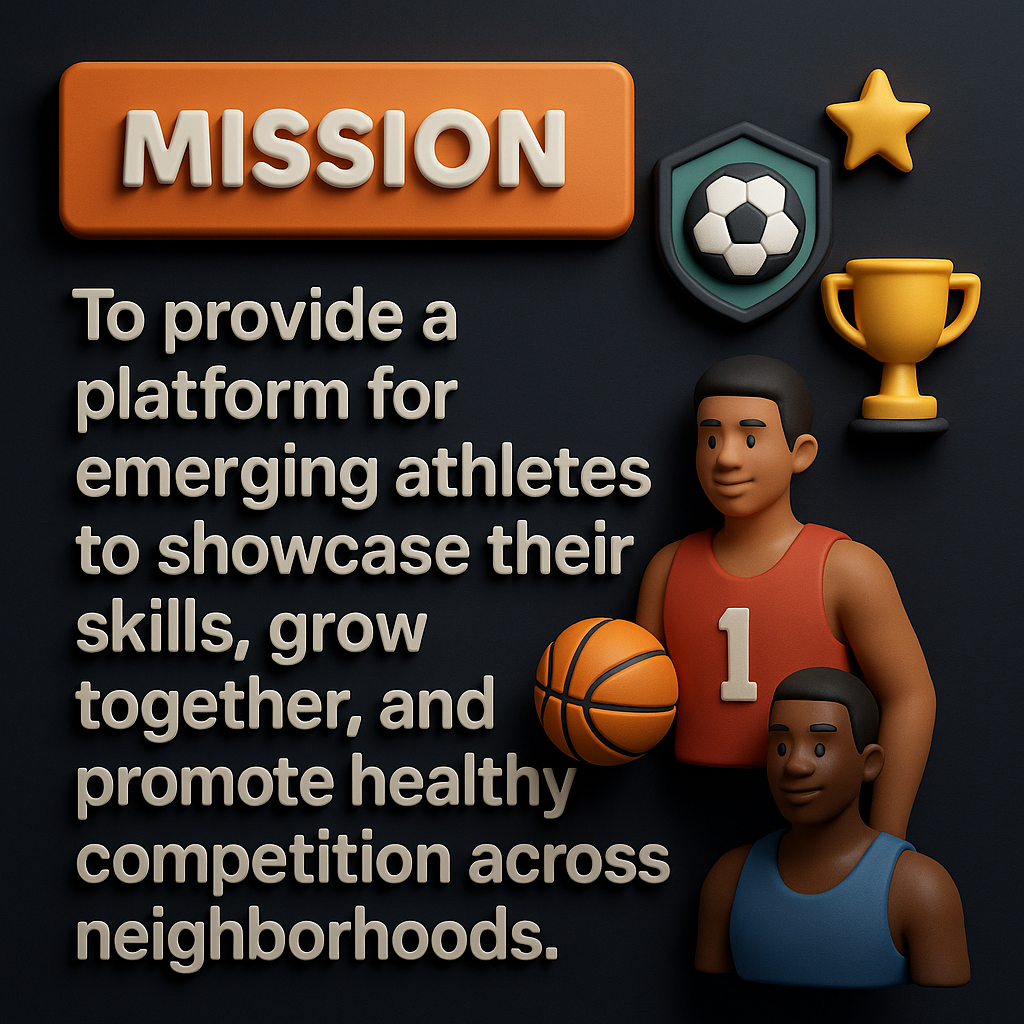 MISSION
To provide a
platform for
emerging athletes
to showcase their
skills, grow
together, and
promote healthy
competition across
neighborhoods.
1